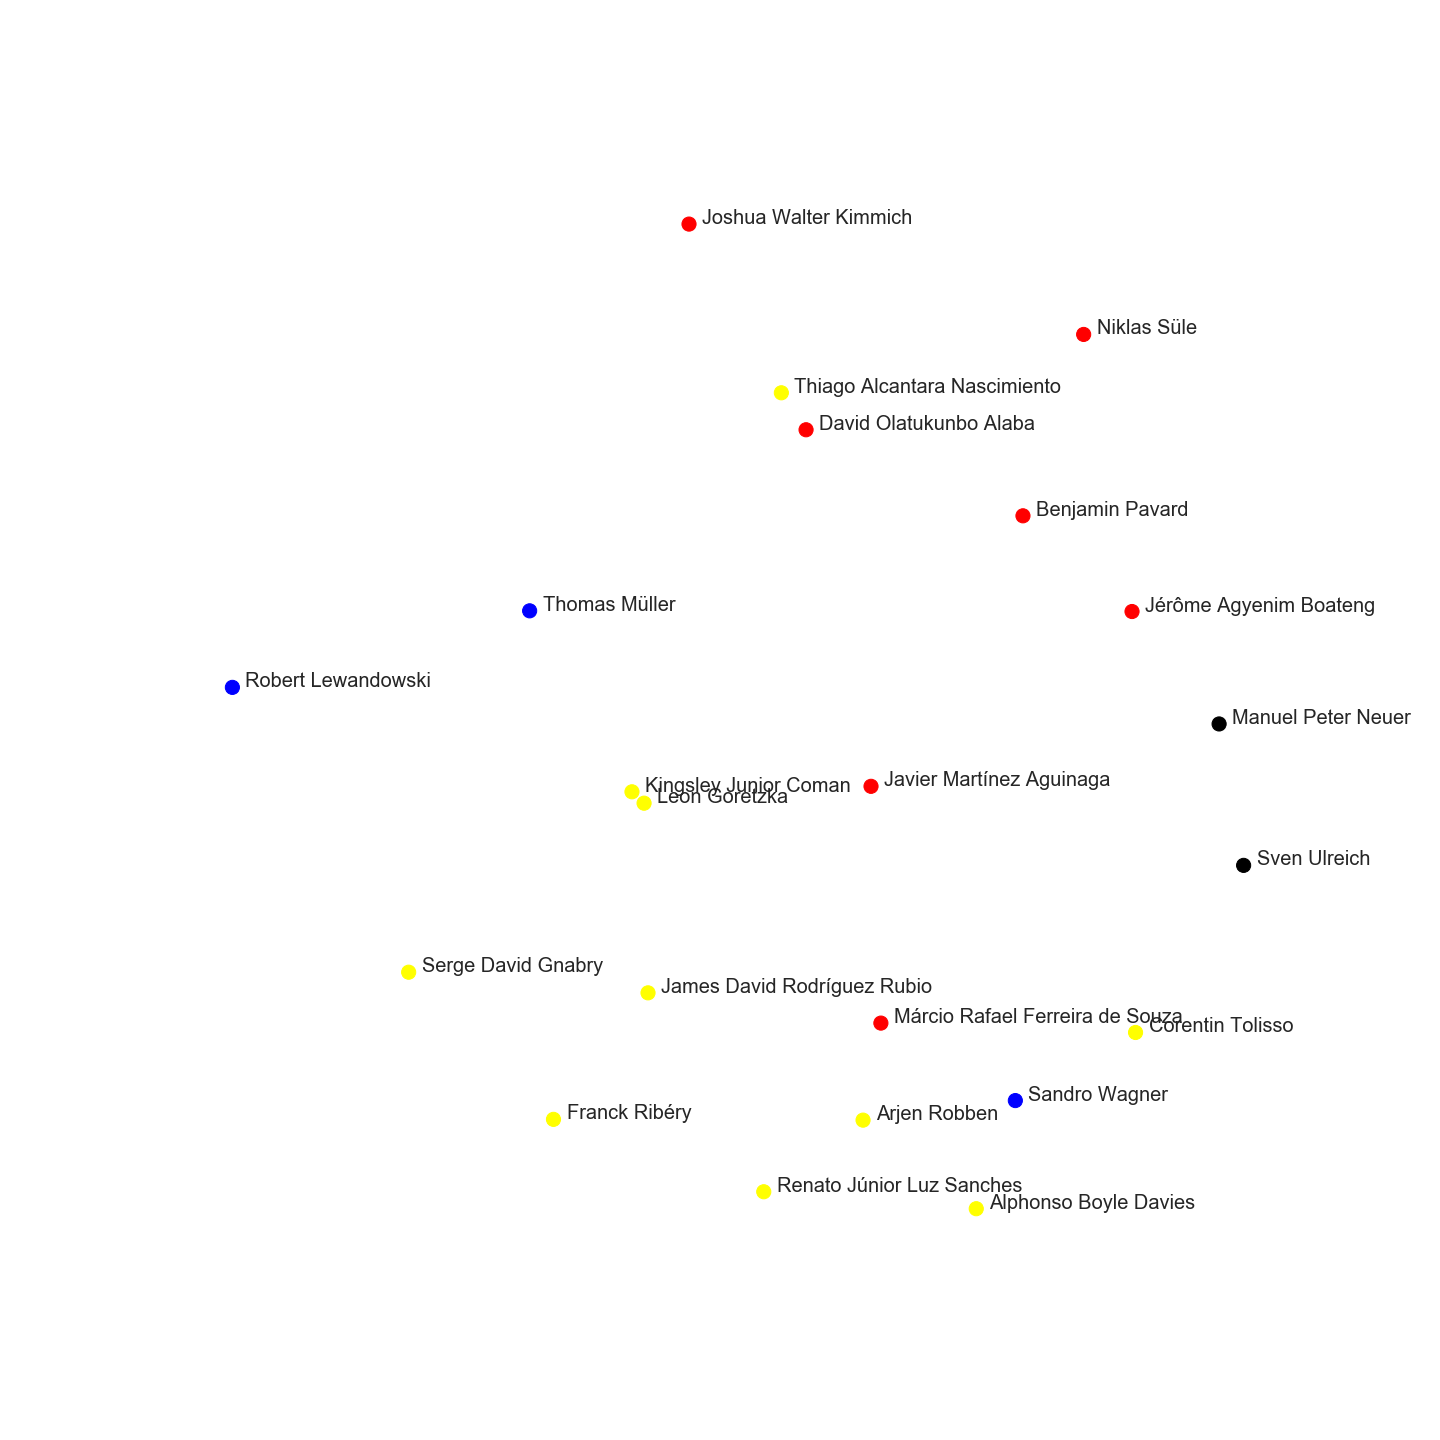 Joshua Walter Kimmich
Niklas Süle
Thiago Alcantara Nascimiento
David Olatukunbo Alaba
Benjamin Pavard
Thomas Müller
Jérôme Agyenim Boateng
Robert Lewandowski
Manuel Peter Neuer
Javier Martínez Aguinaga
Kingsley Junior Coman
Leon Goretzka
Sven Ulreich
Serge David Gnabry
James David Rodríguez Rubio
Márcio Rafael Ferreira de Souza
Corentin Tolisso
Sandro Wagner
Franck Ribéry
Arjen Robben
Renato Júnior Luz Sanches
Alphonso Boyle Davies